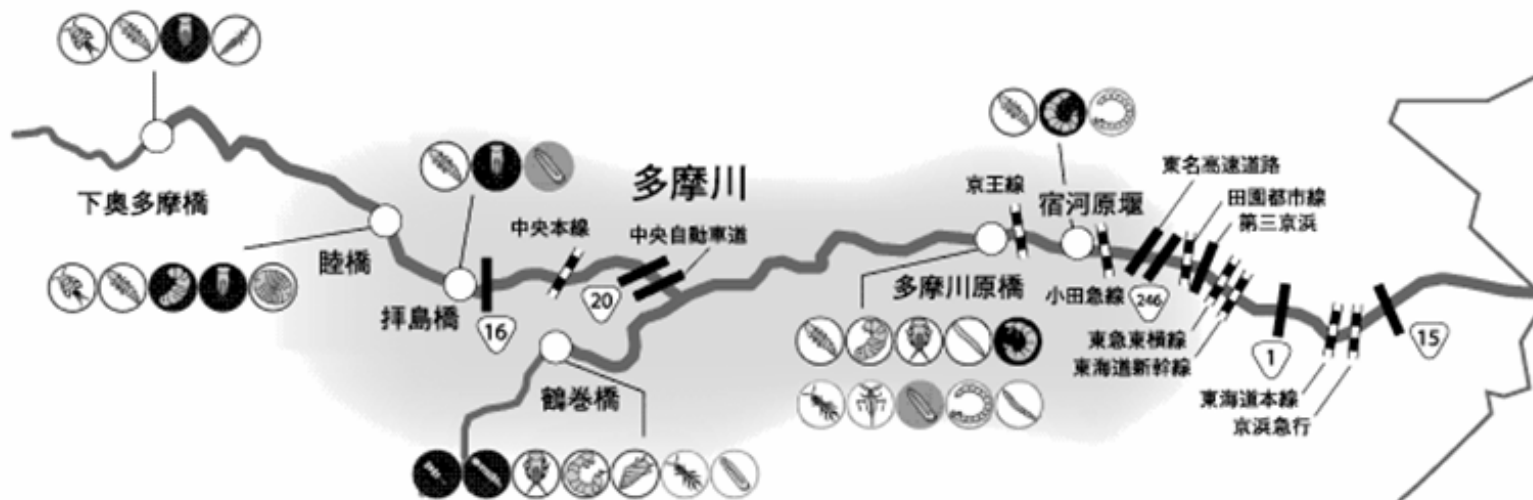 多摩川
下奥多摩橋
睦橋
拝島橋
16
中央本線
20
中央自動車道
鶴巻橋
京王線
多摩川原橋
宿河原堰
小田急線
東名高速道路
246
田園都市線
第三京浜
東急東横線
東海道新幹線
1
東海道本線
京浜急行
15